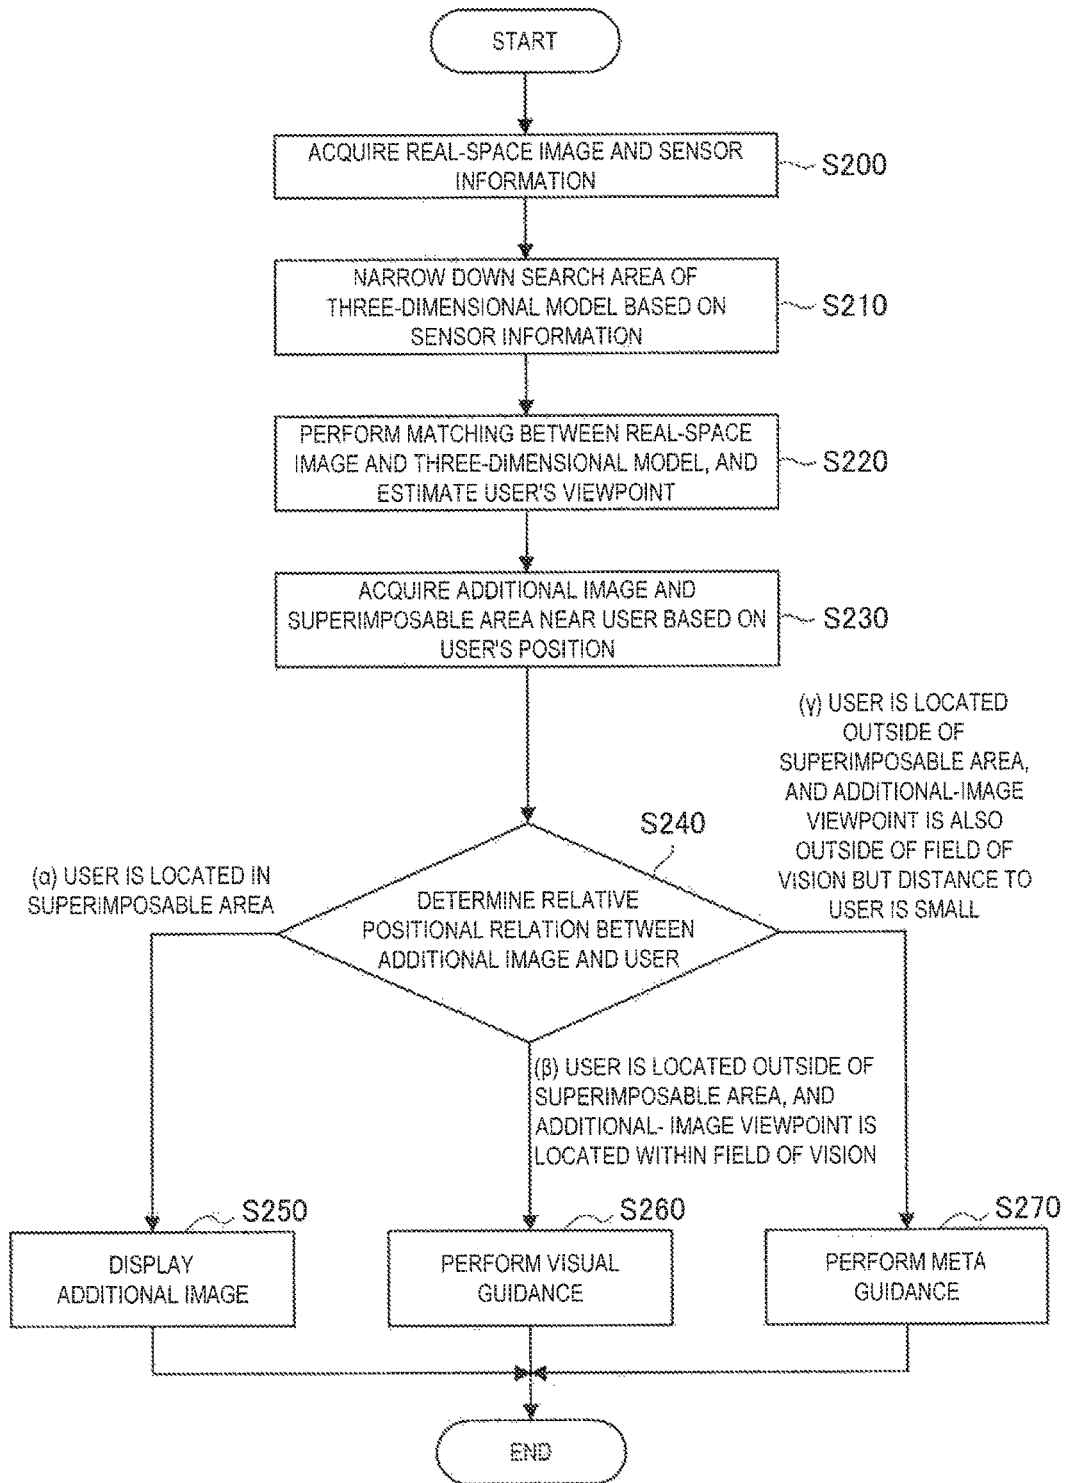 START
ACQUIRE REAL-SPACE IMAGE AND SENSOR
INFORMATION
S200
NARROW DOWN SEARCH AREA OF
THREE-DIMENSIONAL MODEL BASED ON
SENSOR INFORMATION
S210
PERFORM MATCHING BETWEEN REAL-SPACE
IMAGE AND THREE-DIMENSIONAL MODEL, AND
ESTIMATE USER'S VIEWPOINT
S220
ACQUIRE ADDITIONAL IMAGE AND
SUPERIMPOSABLE AREA NEAR USER BASED ON
USER'S POSITION
S230
(γ) USER IS LOCATED
OUTSIDE OF
SUPERIMPOSABLE AREA,
AND ADDITIONAL-IMAGE
VIEWPOINT IS ALSO
OUTSIDE OF FIELD OF
VISION BUT DISTANCE TO
USER IS SMALL
S240
(α) USER IS LOCATED IN
SUPERIMPOSABLE AREA
DETERMINE RELATIVE
POSITIONAL RELATION BETWEEN
ADDITIONAL IMAGE AND USER
(β) USER IS LOCATED OUTSIDE OF
SUPERIMPOSABLE AREA, AND
ADDITIONAL- IMAGE VIEWPOINT IS
LOCATED WITHIN FIELD OF VISION
S250
DISPLAY
ADDITIONAL IMAGE
S260
PERFORM VISUAL
GUIDANCE
S270
PERFORM META
GUIDANCE
END